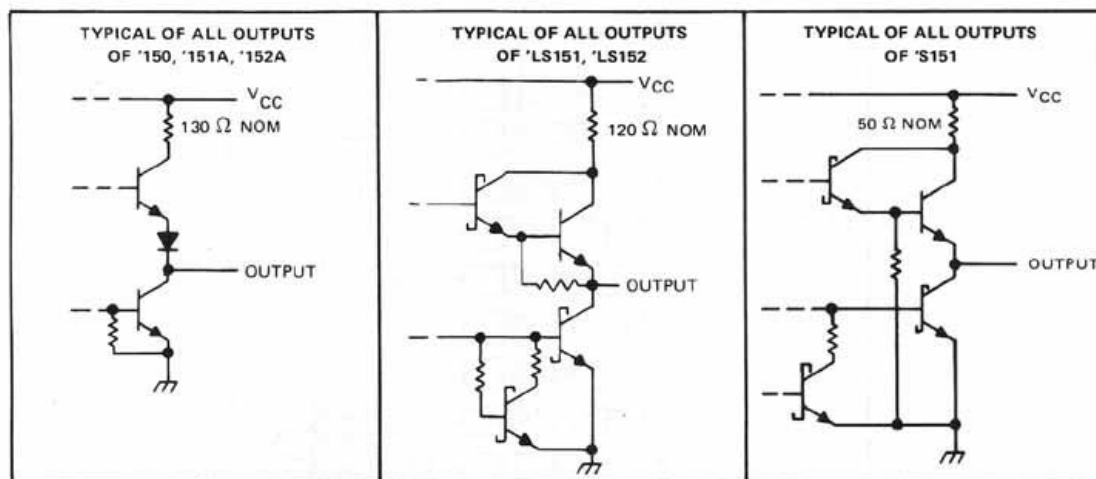 TYPICAL OF ALL OUTPUTS
OF '150, '151A, '152A
VCC
130 Ω NOM
OUTPUT
TYPICAL OF ALL OUTPUTS
OF 'LS151, 'LS152
VCC
120 Ω NOM
OUTPUT
TYPICAL OF ALL OUTPUTS
OF 'S151
VCC
50 Ω NOM
OUTPUT